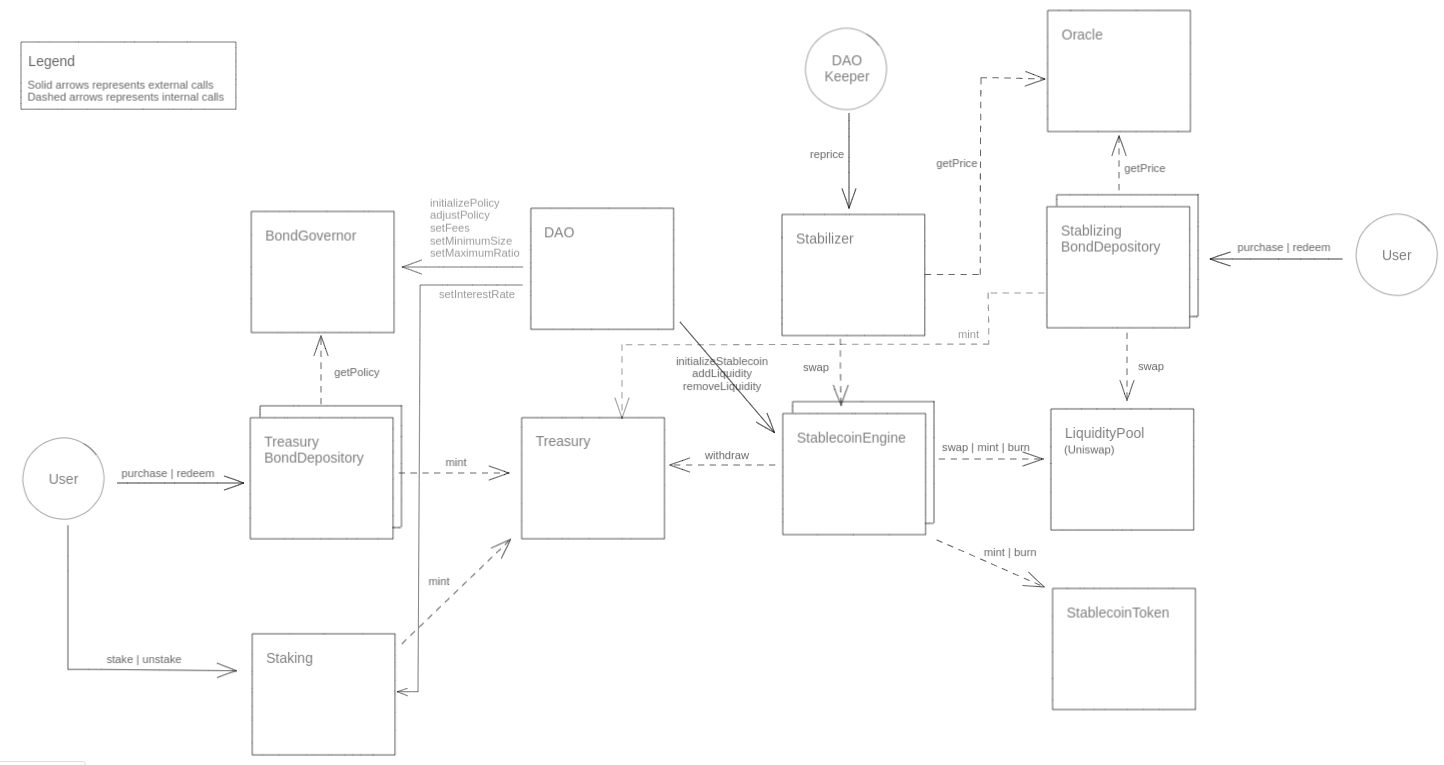 Legend
Solid arrows represents external calls
Dashed arrows represents internal calls
DAO
Keeper
Oracle
reprice
getPrice
getPrice
initializePolicy
adjustPolicy
setFees
setMinimumSize
setMaximumRatio
BondGovernor
DAO
Stabilizer
Stablizing
BondDepository
purchase | redeem
User
setInterestRate
mint
getPolicy
initializeStablecoin
addLiquidity
removeLiquidity
swap
swap
Treasury
BondDepository
Treasury
StablecoinEngine
LiquidityPool
(Uniswap)
User
purchase | redeem
mint
withdraw
swap | mint | burn
mint
mint | burn
StablecoinToken
stake | unstake
Staking